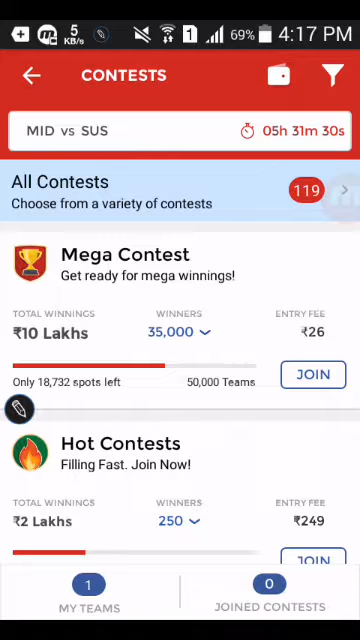 5
KB/s
1
69%
4:17 PM
CONTESTS
MID vs SUS
05h 31m 30s
All Contests
Choose from a variety of contests
119
Mega Contest
Get ready for mega winnings!
TOTAL WINNINGS WINNERS ENTRY FEE
₹10 Lakhs 35,000 ₹26
Only 18,732 spots left 50,000 Teams JOIN
Hot Contests
Filling Fast. Join Now!
TOTAL WINNINGS WINNERS ENTRY FEE
₹2 Lakhs 250 ₹249
JOIN
1 0
MY TEAMS JOINED CONTESTS